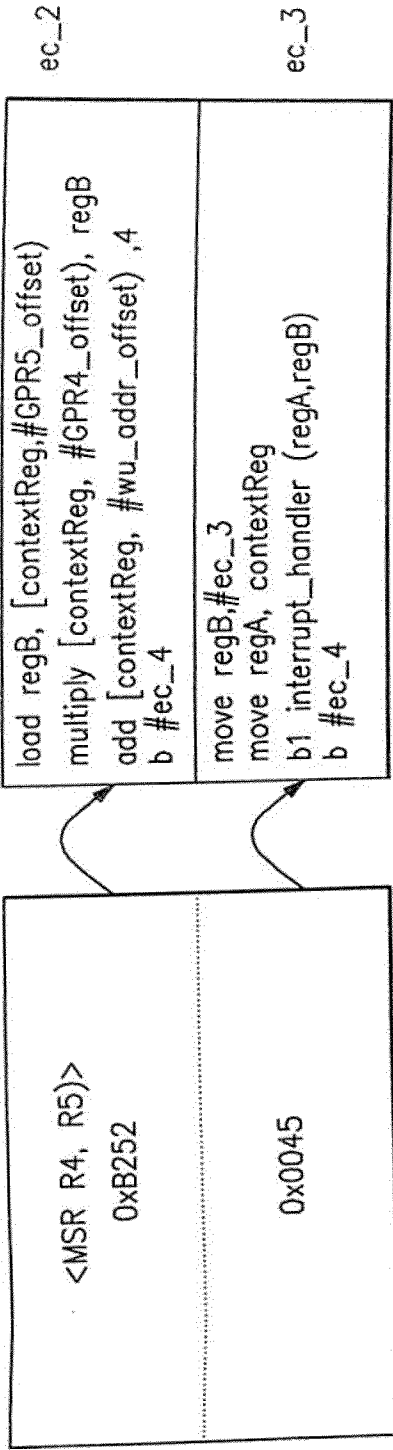 <MSR R4, R5)>
0xB252
0x0045
load regB, [contextReg,#GPR5_offset)
multiply [contextReg, #GPR4_offset), regB
add [contextReg, #wu_addr_offset) ,4
b #ec_4
ec_2
move regB,#ec_3
move regA, contextReg
b1 interrupt_handler (regA,regB)
b #ec_4
ec_3